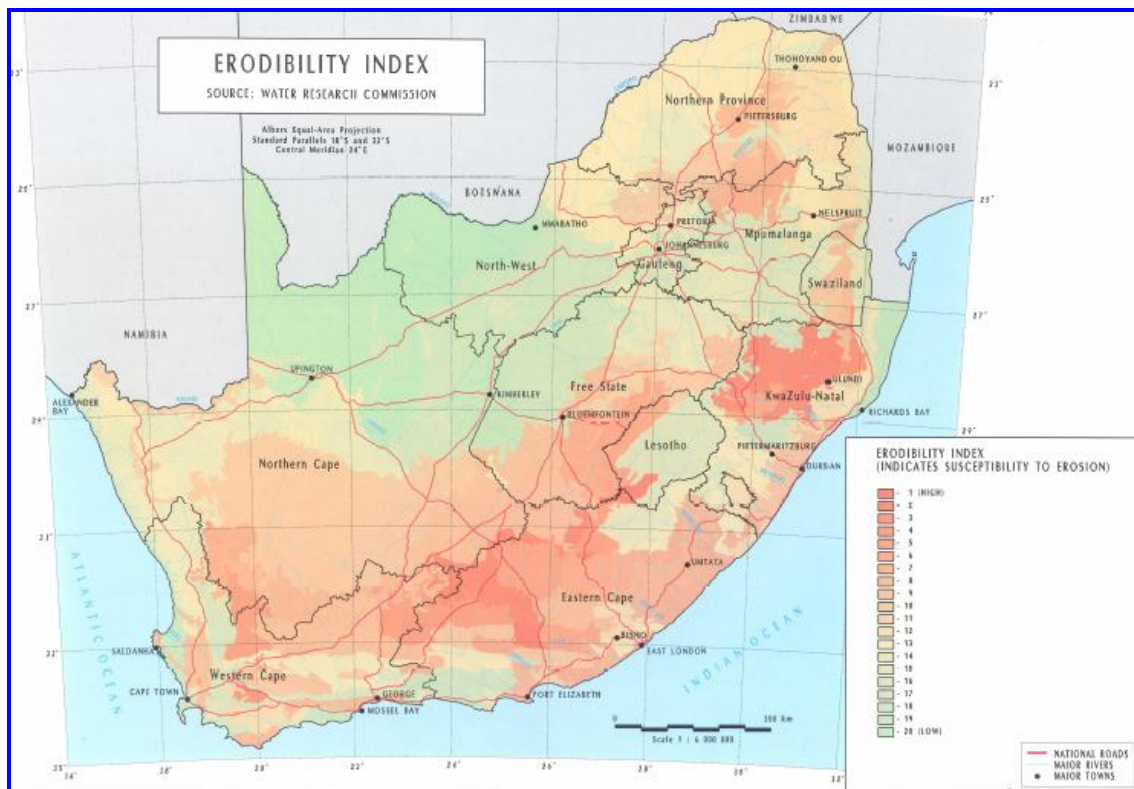 ERODIBILITY INDEX
SOURCE: WATER RESEARCH COMMISSION
Albers Equal-Area Projection
Standard Parallels 18°S and 32°S
Central Meridian 24°E
ZIMBABWE
THOHOYANDOU
Northern Province
PIETERSBURG
MOZAMBIQUE
BOTSWANA
MMABATHO
NELSPRUIT
PRETORIA
Mpumalanga
JOHANNESBURG
North-West
Gauteng
Swaziland
NAMIBIA
UPINGTON
ULUNDI
Free State
KIMBERLEY
KwaZulu-Natal
ALEXANDER
BAY
RICHARDS BAY
BLOEMFONTEIN
Lesotho
PIETERMARITZBURG
Northern Cape
DURBAN
UMTATA
ATLANTIC OCEAN
Eastern Cape
BISHO
SALDANHA
EAST LONDON
INDIAN OCEAN
Western Cape
CAPE TOWN
GEORGE
PORT ELIZABETH
MOSSEL BAY
0 300 km
Scale 1 : 6 000 000
ERODIBILITY INDEX
(INDICATES SUSCEPTIBILITY TO EROSION)
- 1 (HIGH)
- 3
- 4
- 5
- 6
- 7
- 8
- 9
- 10
- 11
- 12
- 13
- 14
- 15
- 16
- 17
- 18
- 19
- 20 (LOW)
NATIONAL ROADS
MAJOR RIVERS
MAJOR TOWNS